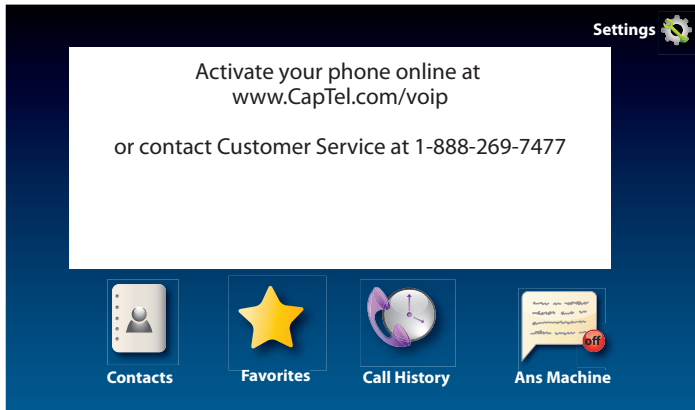 Settings
Activate your phone online at
www.CapTel.com/voip
or contact Customer Service at 1-888-269-7477
off
Contacts
Favorites
Call History
Ans Machine